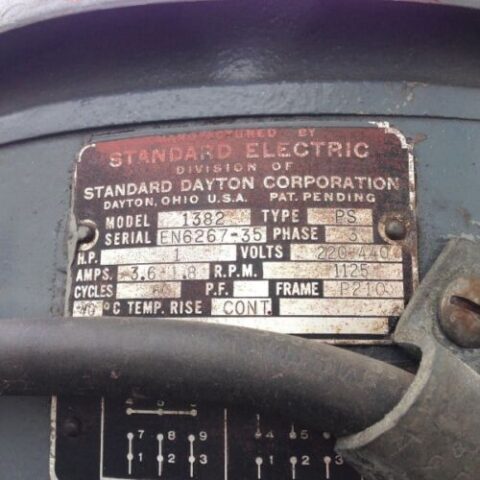 MANUFACTURED BY
STANDARD ELECTRIC
DIVISION OF
STANDARD DAYTON CORPORATION
DAYTON, OHIO U.S.A. PAT. PENDING
MODEL 1382 TYPE PS
SERIAL EN6267-35 PHASE 3
H.P. 1 VOLTS 220-440
AMPS. 3.6 1.8 R.P.M. 1125
CYCLES 60 P.F. FRAME P210
°C TEMP. RISE CONT.
4 5 6
7 8 9 4 5
1 2 3 1 2 3